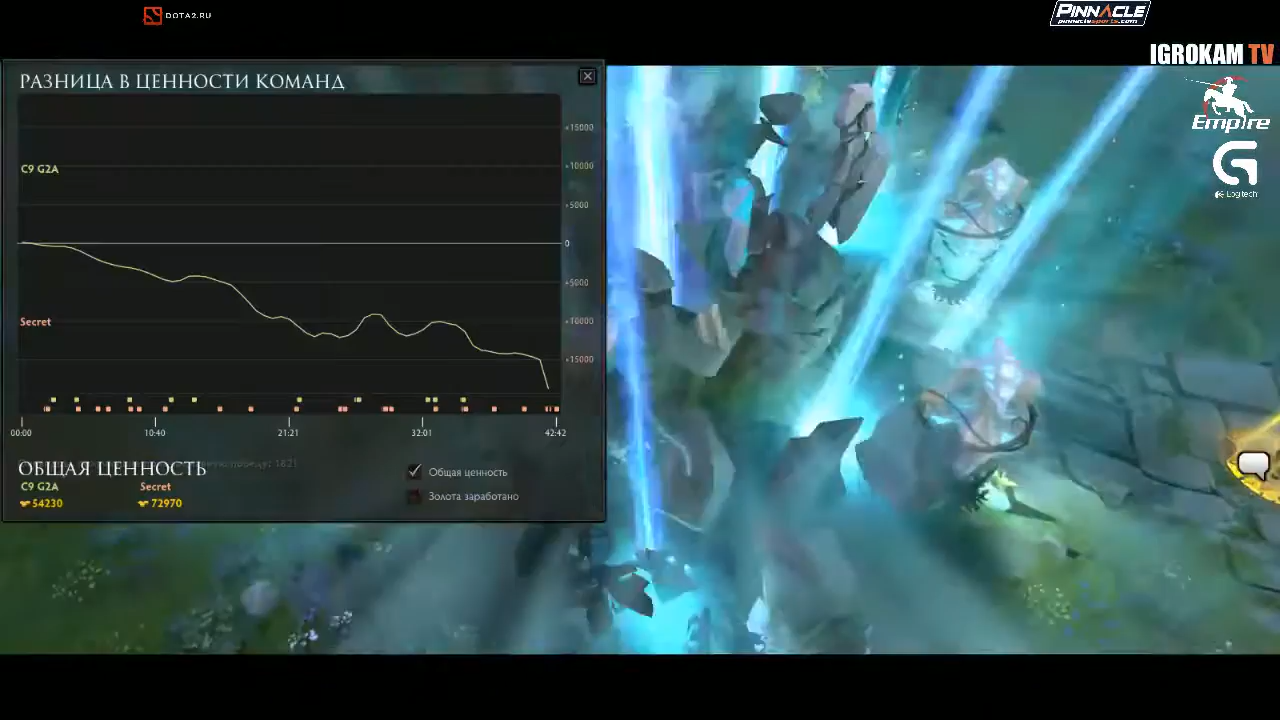 DOTA2.RU
PINNACLE
pinnaclesports.com
IGROKAM TV
Empire
Logitech
РАЗНИЦА В ЦЕННОСТИ КОМАНД
+15000
C9 G2A
+10000
+5000
0
+5000
Secret
+10000
+15000
00:00 10:40 21:21 32:01 42:42
ОБЩАЯ ЦЕННОСТЬ
C9 G2A Secret
54230 72970
Общая ценность
Золота заработано